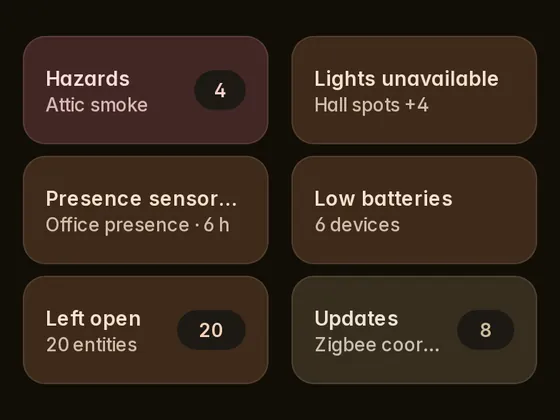 Hazards
Attic smoke
4
Lights unavailable
Hall spots +4
Presence sensor...
Office presence · 6 h
Low batteries
6 devices
Left open
20 entities
20
Updates
Zigbee coor...
8